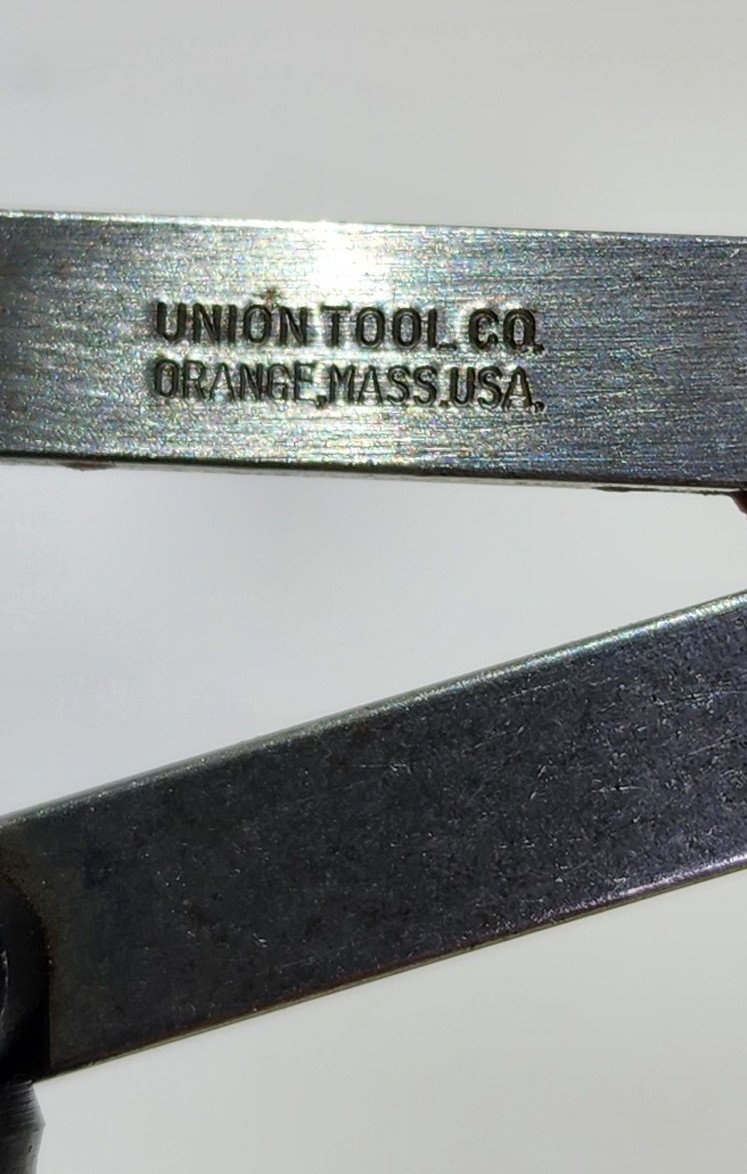 UNION TOOL CO.
ORANGE, MASS. USA.